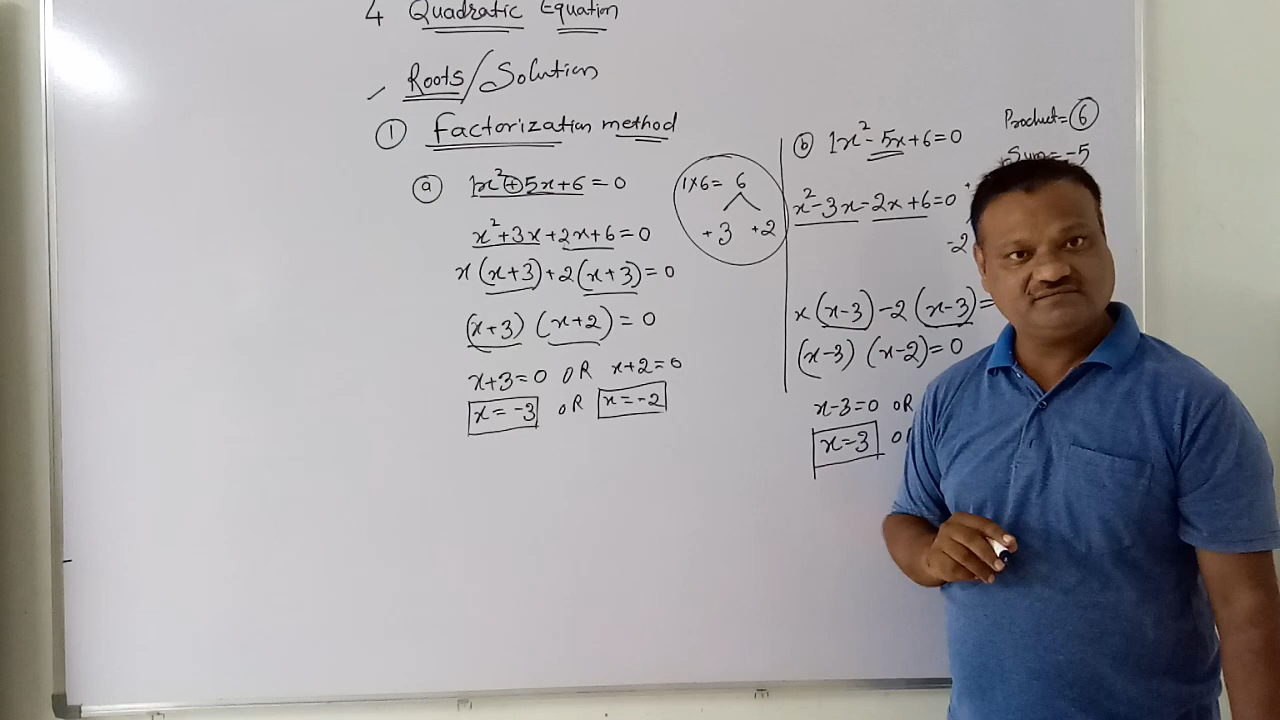 4 Quadratic Equation
Roots/Solution
① Factorization method
ⓐ 1x²+5x+6=0
x²+3x+2x+6=0
x(x+3)+2(x+3)=0
(x+3) (x+2)=0
x+3=0 OR x+2=0
x=-3 OR x=-2
1x6= 6
+3 +2
ⓑ 1x²-5x+6=0
Product=⑥
Sum=-5
x²-3x-2x+6=0
-2
x(x-3)-2(x-3)=
(x-3) (x-2)=0
x-3=0 OR
x=3